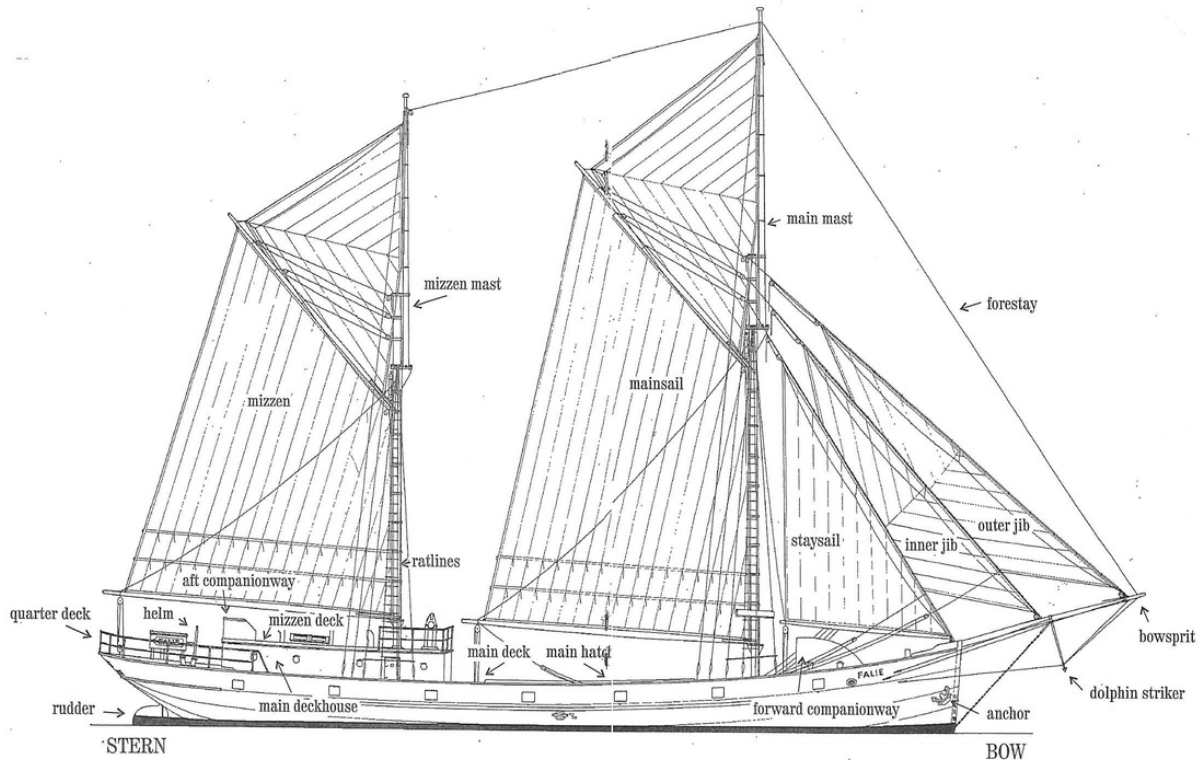 main mast
mizzen mast
forestay
mizzen
mainsail
outer jib
staysail
inner jib
ratlines
aft companionway
quarter deck
helm
mizzen deck
bowsprit
main deck
main hatch
FALIE
dolphin striker
rudder
main deckhouse
forward companionway
anchor
STERN
BOW